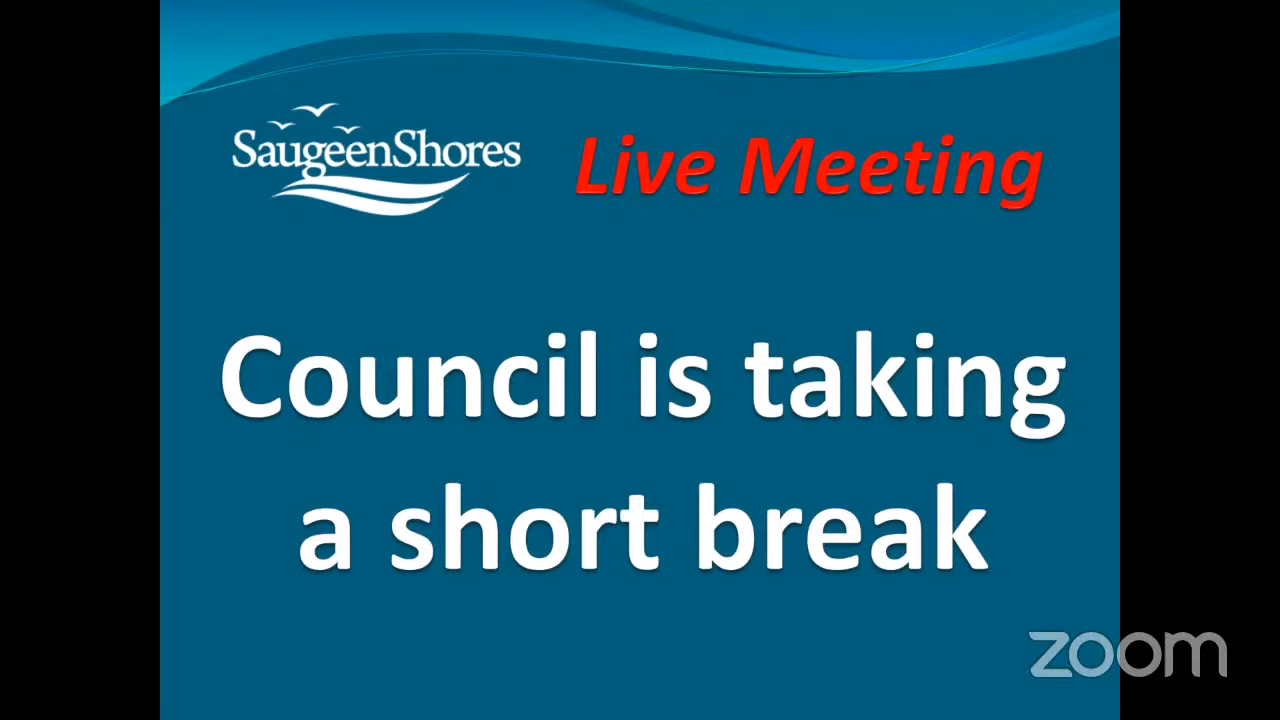 SaugeenShores
Live Meeting
Council is taking
a short break
zoom